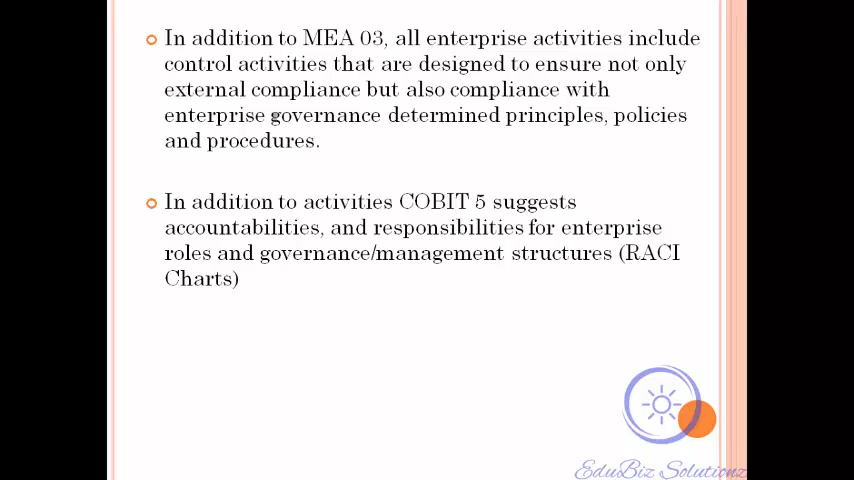 In addition to MEA 03, all enterprise activities include
control activities that are designed to ensure not only
external compliance but also compliance with
enterprise governance determined principles, policies
and procedures.
In addition to activities COBIT 5 suggests
accountabilities, and responsibilities for enterprise
roles and governance/management structures (RACI
Charts)
EduBiz Solutionz